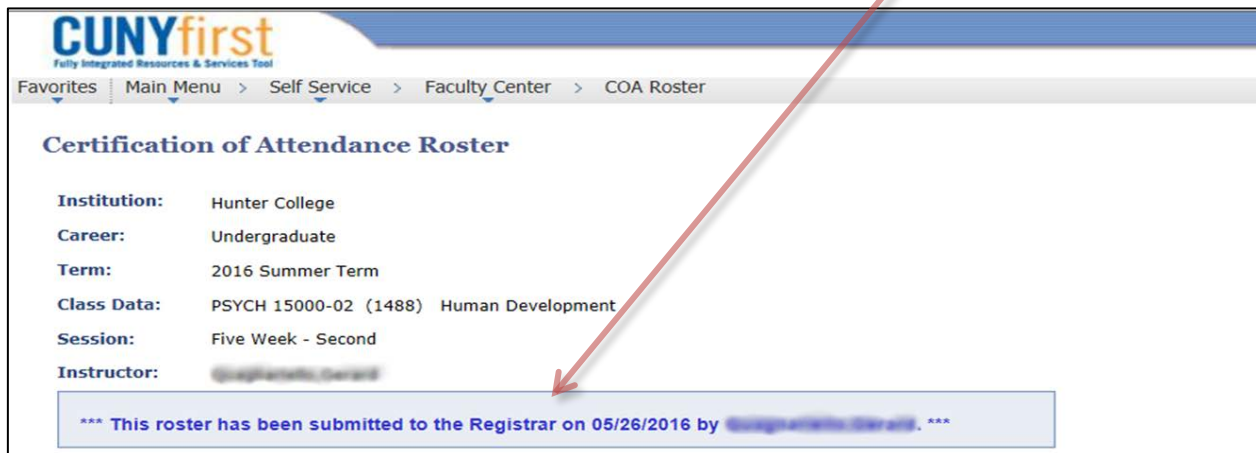 CUNYfirst
Fully Integrated Resources & Services Tool
Favorites Main Menu > Self Service > Faculty Center > COA Roster
Certification of Attendance Roster
Institution: Hunter College
Career: Undergraduate
Term: 2016 Summer Term
Class Data: PSYCH 15000-02 (1488) Human Development
Session: Five Week - Second
Instructor:
*** This roster has been submitted to the Registrar on 05/26/2016 by . ***